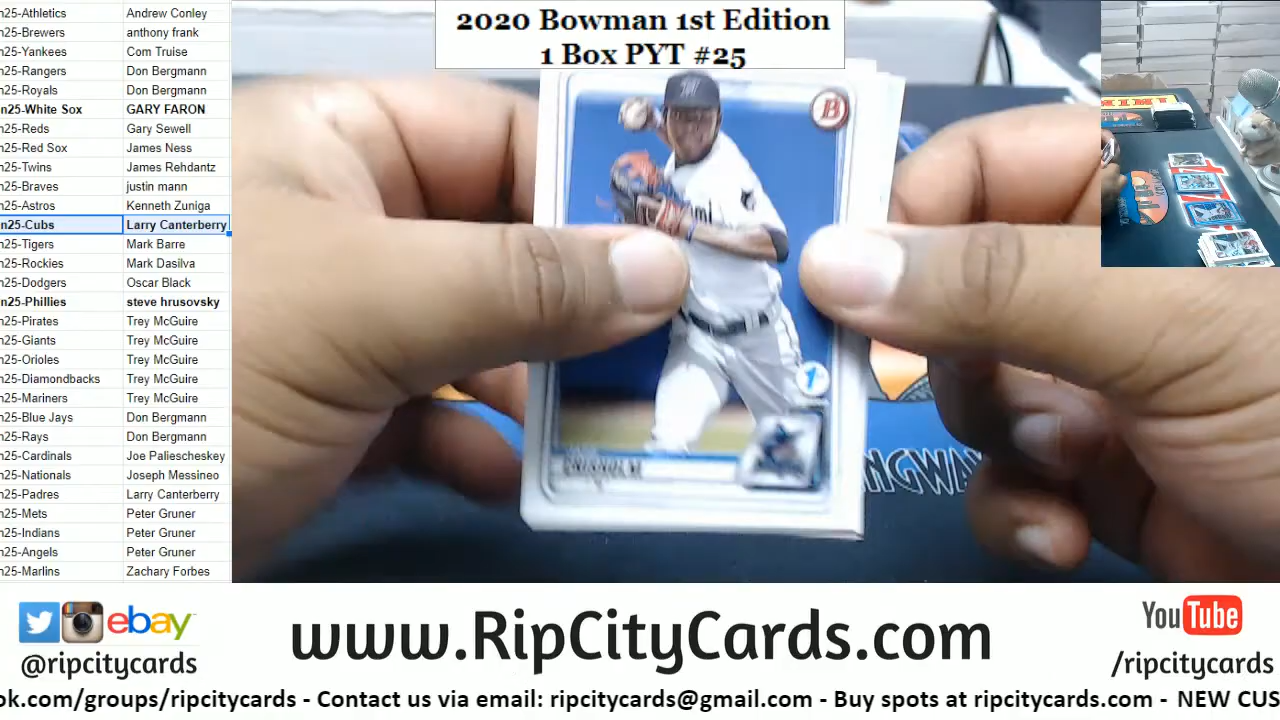 2020 Bowman 1st Edition
1 Box PYT #25
n25-Athletics Andrew Conley
n25-Brewers anthony frank
n25-Yankees Com Truise
n25-Rangers Don Bergmann
n25-Royals Don Bergmann
n25-White Sox GARY FARON
n25-Reds Gary Sewell
n25-Red Sox James Ness
n25-Twins James Rehdantz
n25-Braves justin mann
n25-Astros Kenneth Zuniga
n25-Cubs Larry Canterberry
n25-Tigers Mark Barre
n25-Rockies Mark Dasilva
n25-Dodgers Oscar Black
n25-Phillies steve hrusovsky
n25-Pirates Trey McGuire
n25-Giants Trey McGuire
n25-Orioles Trey McGuire
n25-Diamondbacks Trey McGuire
n25-Mariners Trey McGuire
n25-Blue Jays Don Bergmann
n25-Rays Don Bergmann
n25-Cardinals Joe Paliescheskey
n25-Nationals Joseph Messineo
n25-Padres Larry Canterberry
n25-Mets Peter Gruner
n25-Indians Peter Gruner
n25-Angels Peter Gruner
n25-Marlins Zachary Forbes
B
1st
NGWA
ebay
@ripcitycards
www.RipCityCards.com
YouTube
/ripcitycards
ok.com/groups/ripcitycards - Contact us via email: ripcitycards@gmail.com - Buy spots at ripcitycards.com - NEW CUS